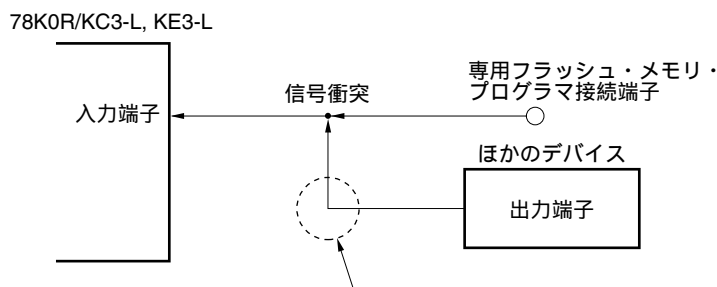 78K0R/KC3-L, KE3-L
専用フラッシュ・メモリ・
プログラマ接続端子
信号衝突
入力端子
ほかのデバイス
出力端子